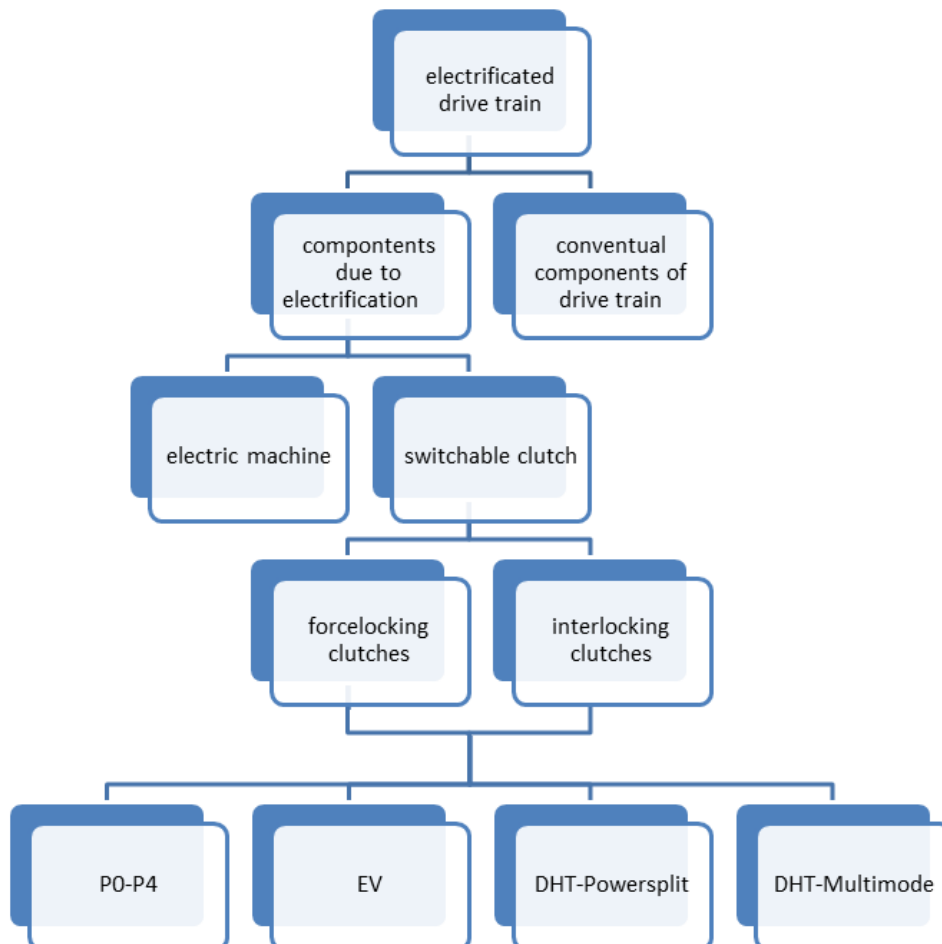 electrificated
drive train
compontents
due to
electrification
conventual
components of
drive train
electric machine
switchable clutch
forcelocking
clutches
interlocking
clutches
P0-P4
EV
DHT-Powersplit
DHT-Multimode